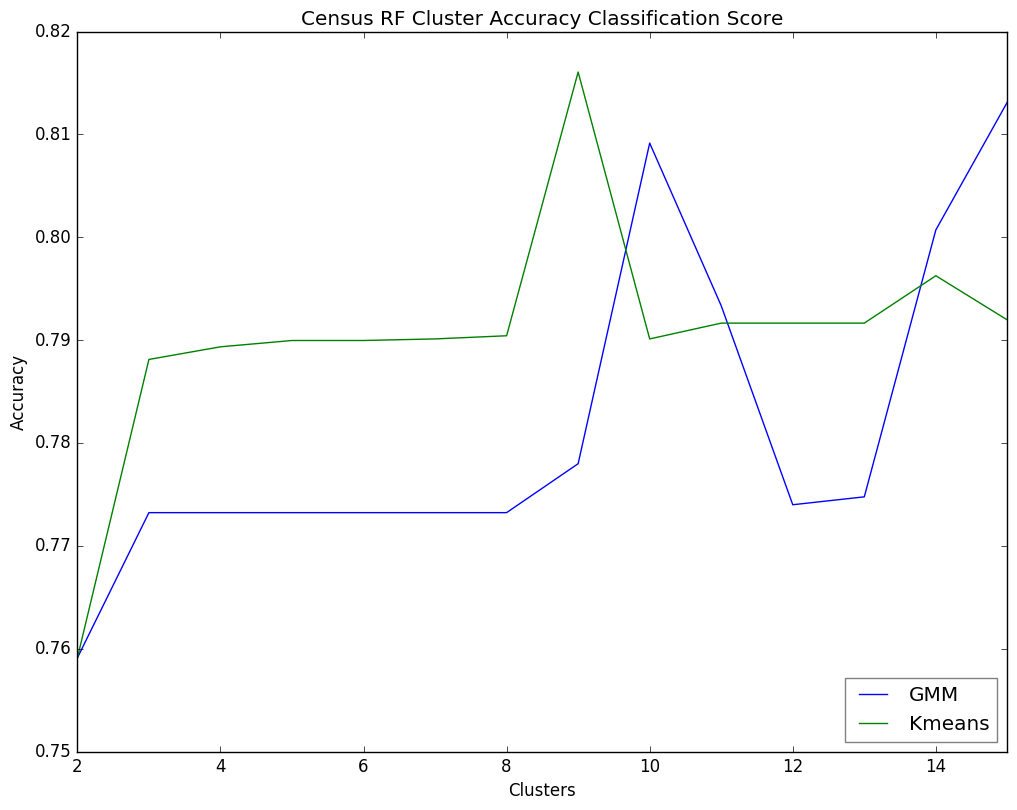 Census RF Cluster Accuracy Classification Score
0.82
0.81
0.80
0.79
0.78
0.77
0.76
0.75
Accuracy
2 4 6 8 10 12 14
Clusters
GMM
Kmeans